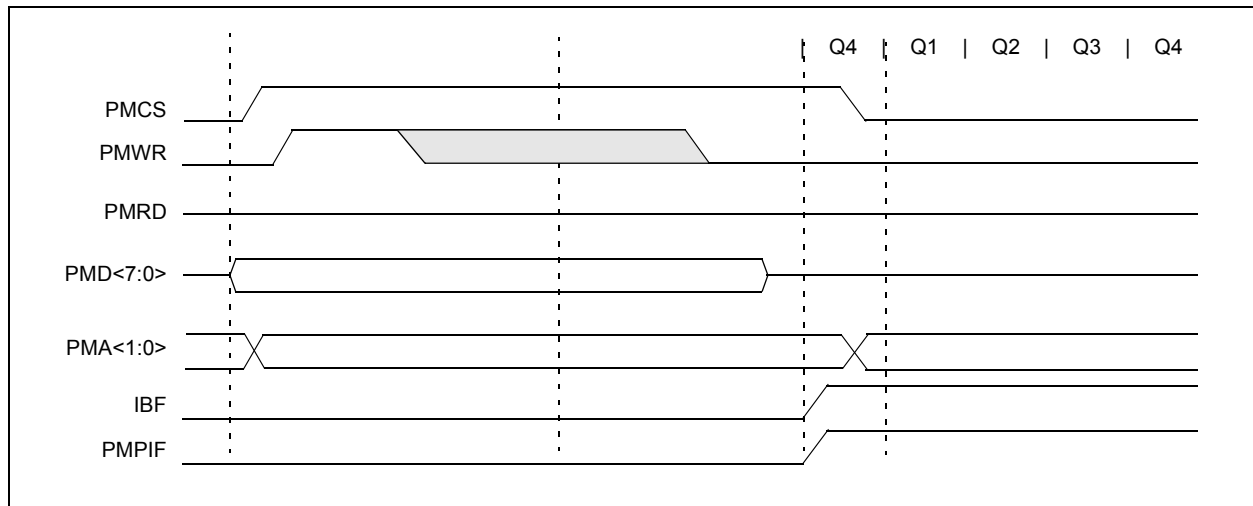 | Q4 | Q1 | Q2 | Q3 | Q4
PMCS
PMWR
PMRD
PMD<7:0>
PMA<1:0>
IBF
PMPIF